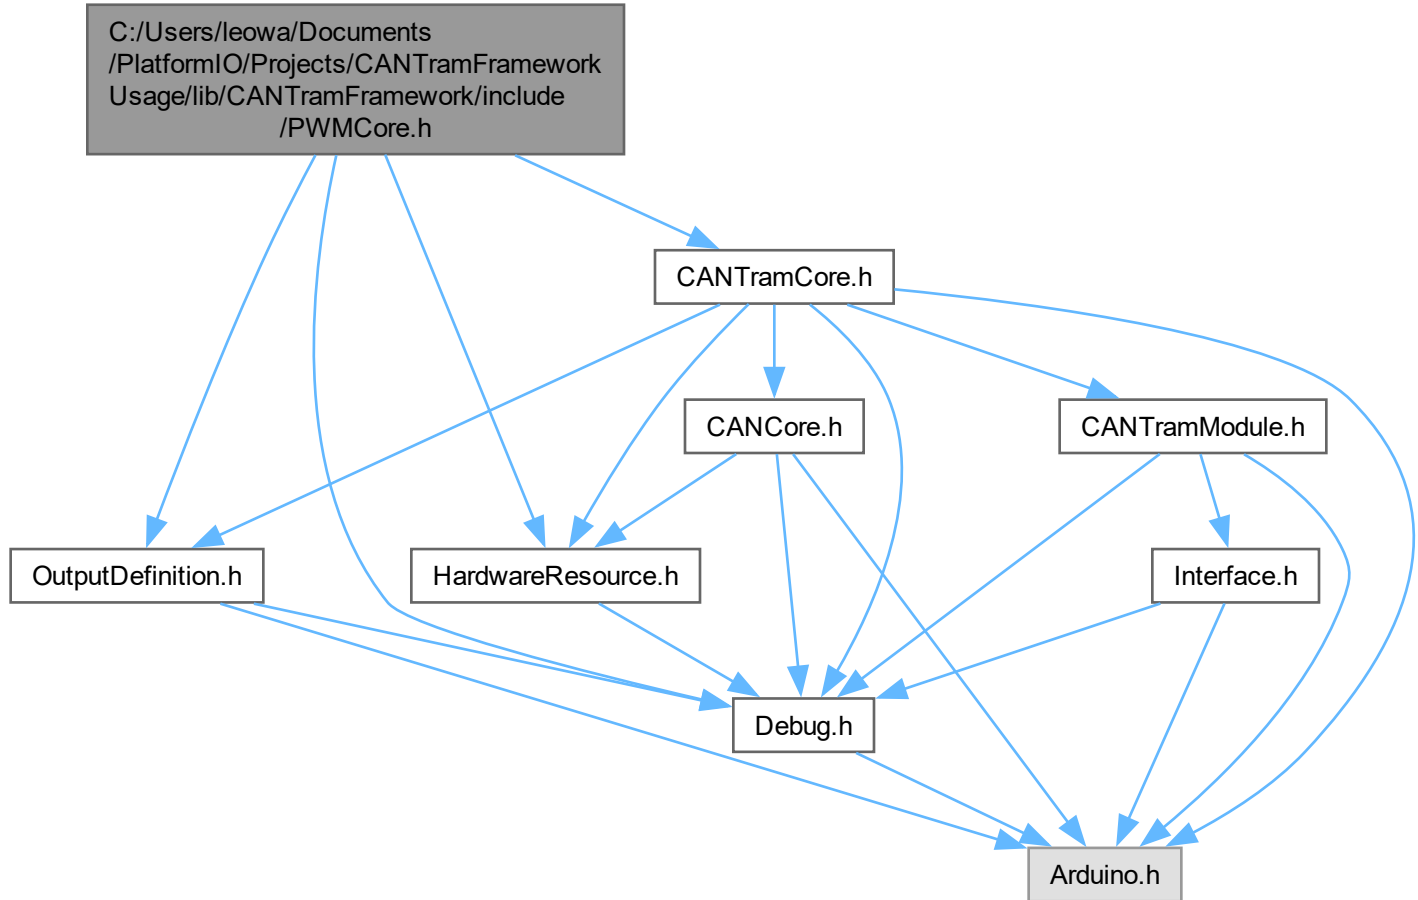 C:/Users/leowa/Documents
/PlatformIO/Projects/CANTramFramework
Usage/lib/CANTramFramework/include
/PWMCore.h
CANTramCore.h
CANCore.h
CANTramModule.h
OutputDefinition.h
HardwareResource.h
Interface.h
Debug.h
Arduino.h